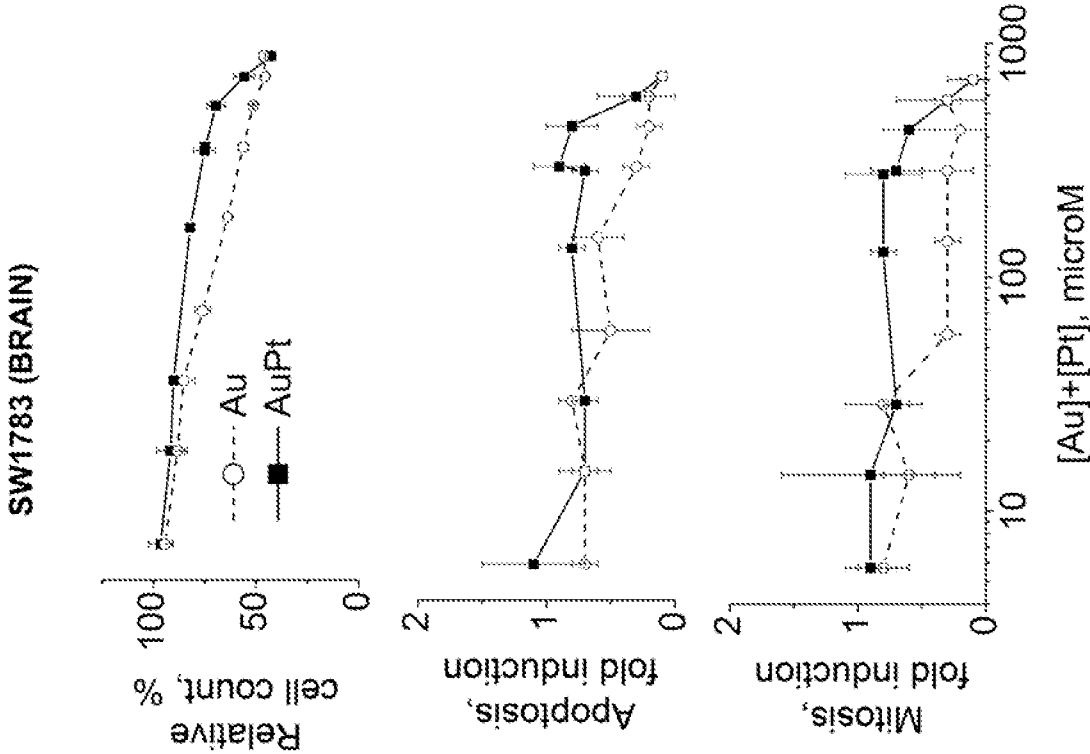 SW1783 (BRAIN)
Relative
cell count, %
100
50
0
Au
AuPt
Apoptosis,
fold induction
2
1
0
Mitosis,
fold induction
2
1
0
10
100
1000
[Au]+[Pt], microM